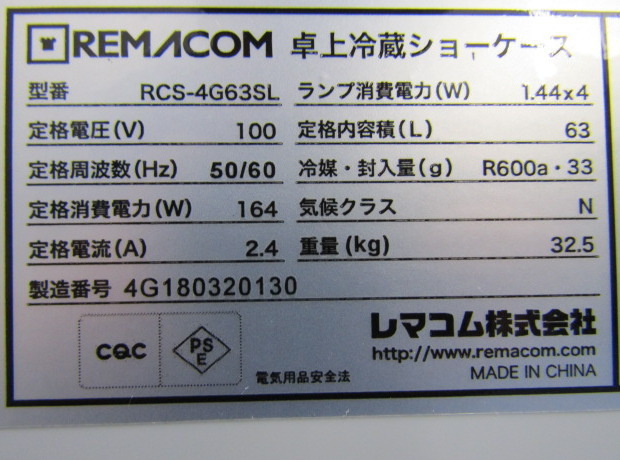 REMACOM 卓上冷蔵ショーケース
型番 RCS-4G63SL ランプ消費電力(W) 1.44x4
定格電圧(V) 100 定格内容積(L) 63
定格周波数(Hz) 50/60 冷媒・封入量(g) R600a・33
定格消費電力(W) 164 気候クラス N
定格電流(A) 2.4 重量(kg) 32.5
製造番号 4G180320130
CQC
PS
E
電気用品安全法
レマコム株式会社
http://www.remacom.com
MADE IN CHINA